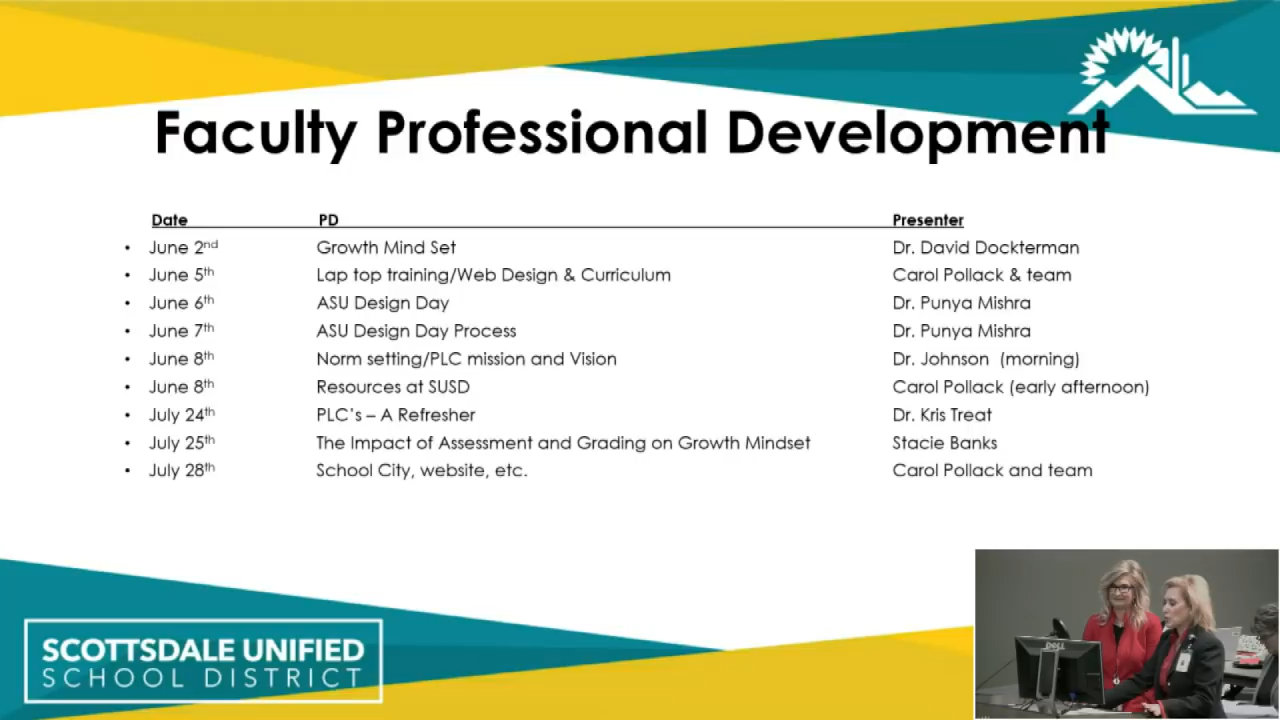 Faculty Professional Development
Date PD Presenter
• June 2nd Growth Mind Set Dr. David Dockterman
• June 5th Lap top training/Web Design & Curriculum Carol Pollack & team
• June 6th ASU Design Day Dr. Punya Mishra
• June 7th ASU Design Day Process Dr. Punya Mishra
• June 8th Norm setting/PLC mission and Vision Dr. Johnson (morning)
• June 8th Resources at SUSD Carol Pollack (early afternoon)
• July 24th PLC's – A Refresher Dr. Kris Treat
• July 25th The Impact of Assessment and Grading on Growth Mindset Stacie Banks
• July 28th School City, website, etc. Carol Pollack and team
SCOTTSDALE UNIFIED
SCHOOL DISTRICT
DELL